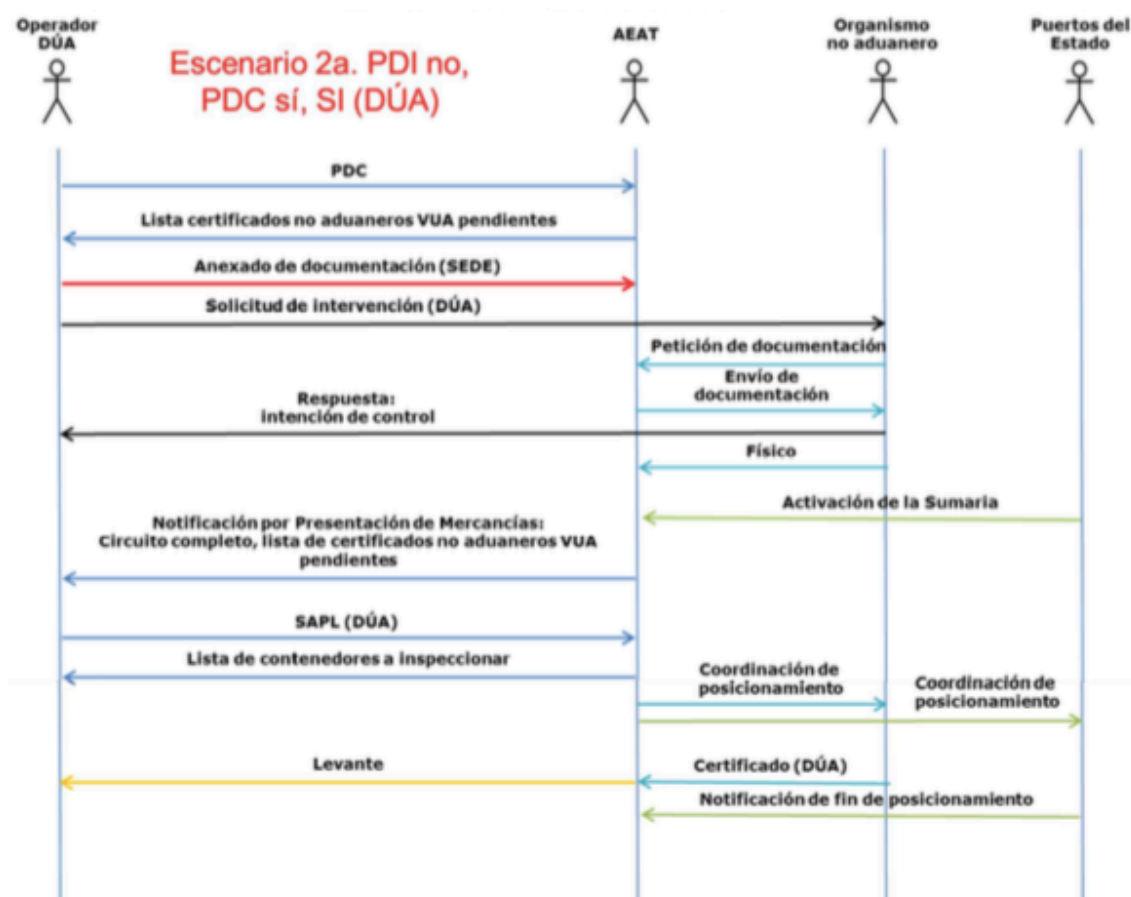 Operador
DÚA
AEAT
Organismo
no aduanero
Puertos del
Estado
Escenario 2a. PDI no,
PDC sí, SI (DÚA)
PDC
Lista certificados no aduaneros VUA pendientes
Anexado de documentación (SEDE)
Solicitud de intervención (DÚA)
Petición de documentación
Envío de
documentación
Respuesta:
intención de control
Físico
Activación de la Sumaria
Notificación por Presentación de Mercancías:
Circuito completo, lista de certificados no aduaneros VUA
pendientes
SAPL (DÚA)
Lista de contenedores a inspeccionar
Coordinación de
posicionamiento
Coordinación de
posicionamiento
Levante
Certificado (DÚA)
Notificación de fin de posicionamiento